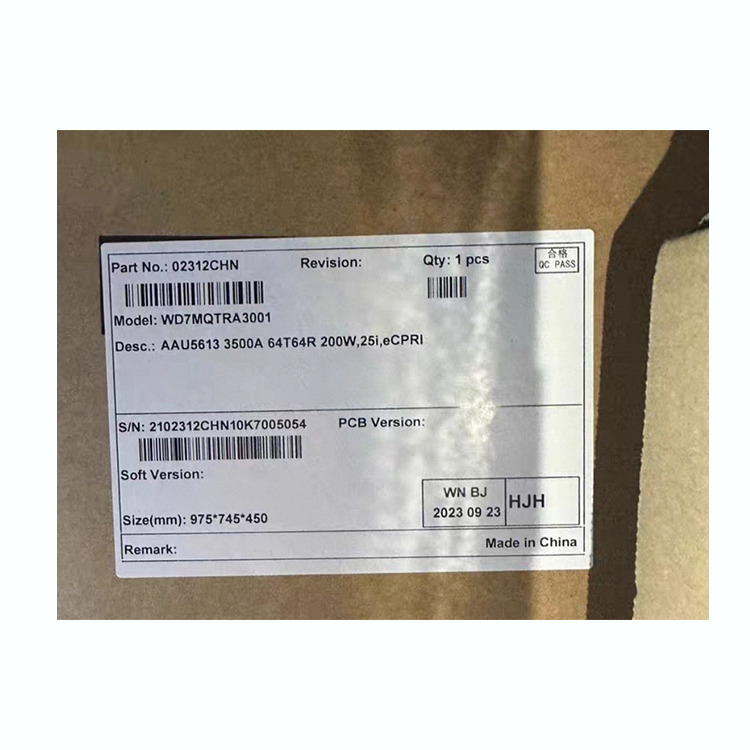 Part No.: 02312CHN Revision: Qty: 1 pcs 合格
QC PASS
Model: WD7MQTRA3001
Desc.: AAU5613 3500A 64T64R 200W,25i,eCPRI
S/N: 2102312CHN10K7005054 PCB Version:
Soft Version:
WN BJ
Size(mm): 975*745*450 2023 09 23 HJH
Remark: Made in China